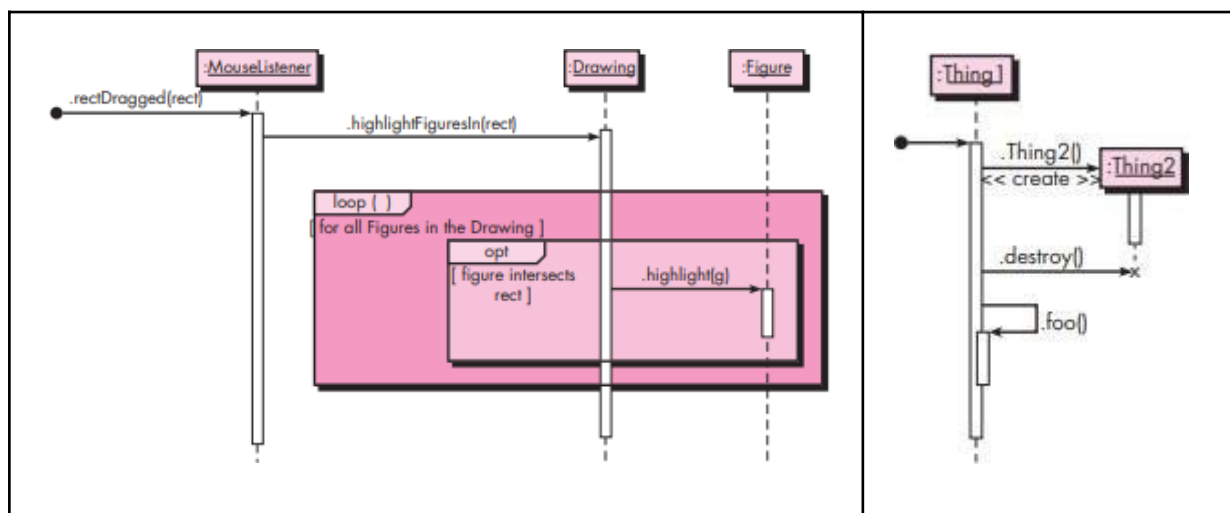 :MouseListener
:Drawing
:Figure
.rectDragged(rect)
.highlightFiguresIn(rect)
loop ( )
[ for all Figures in the Drawing ]
opt
[ figure intersects
rect ]
.highlight(g)
:Thing1
.Thing2()
<< create >>
:Thing2
.destroy()
x
.foo()